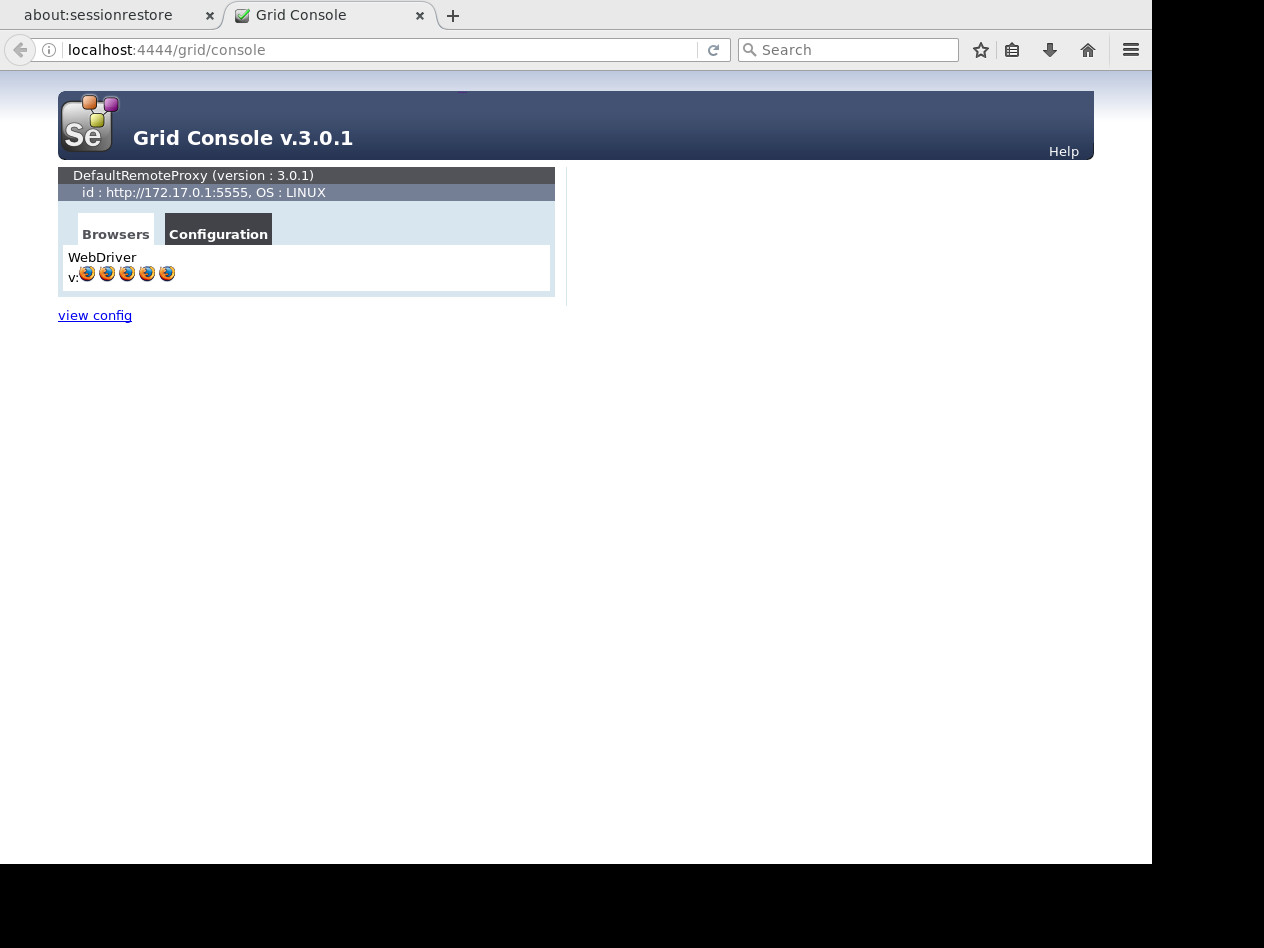 about:sessionrestore
Grid Console
localhost:4444/grid/console
Search
Se
Grid Console v.3.0.1
Help
DefaultRemoteProxy (version : 3.0.1)
id : http://172.17.0.1:5555, OS : LINUX
Browsers
Configuration
WebDriver
v:
view config